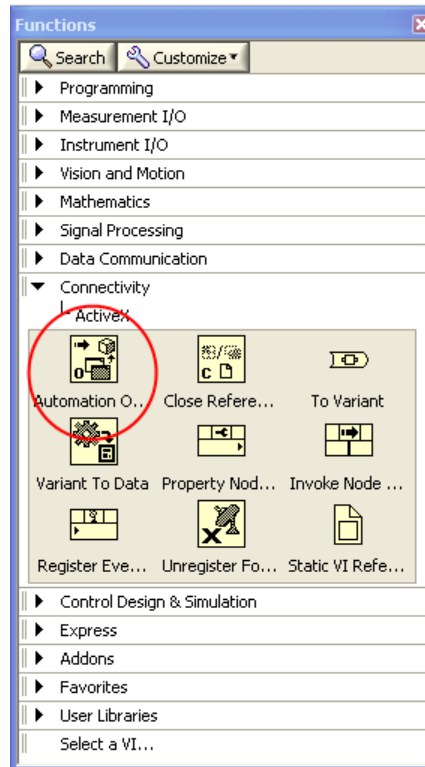 Functions
Search Customize
Programming
Measurement I/O
Instrument I/O
Vision and Motion
Mathematics
Signal Processing
Data Communication
Connectivity
ActiveX
Automation O... Close Refere... To Variant
Variant To Data Property Nod... Invoke Node ...
Register Eve... Unregister Fo... Static VI Refe...
Control Design & Simulation
Express
Addons
Favorites
User Libraries
Select a VI...